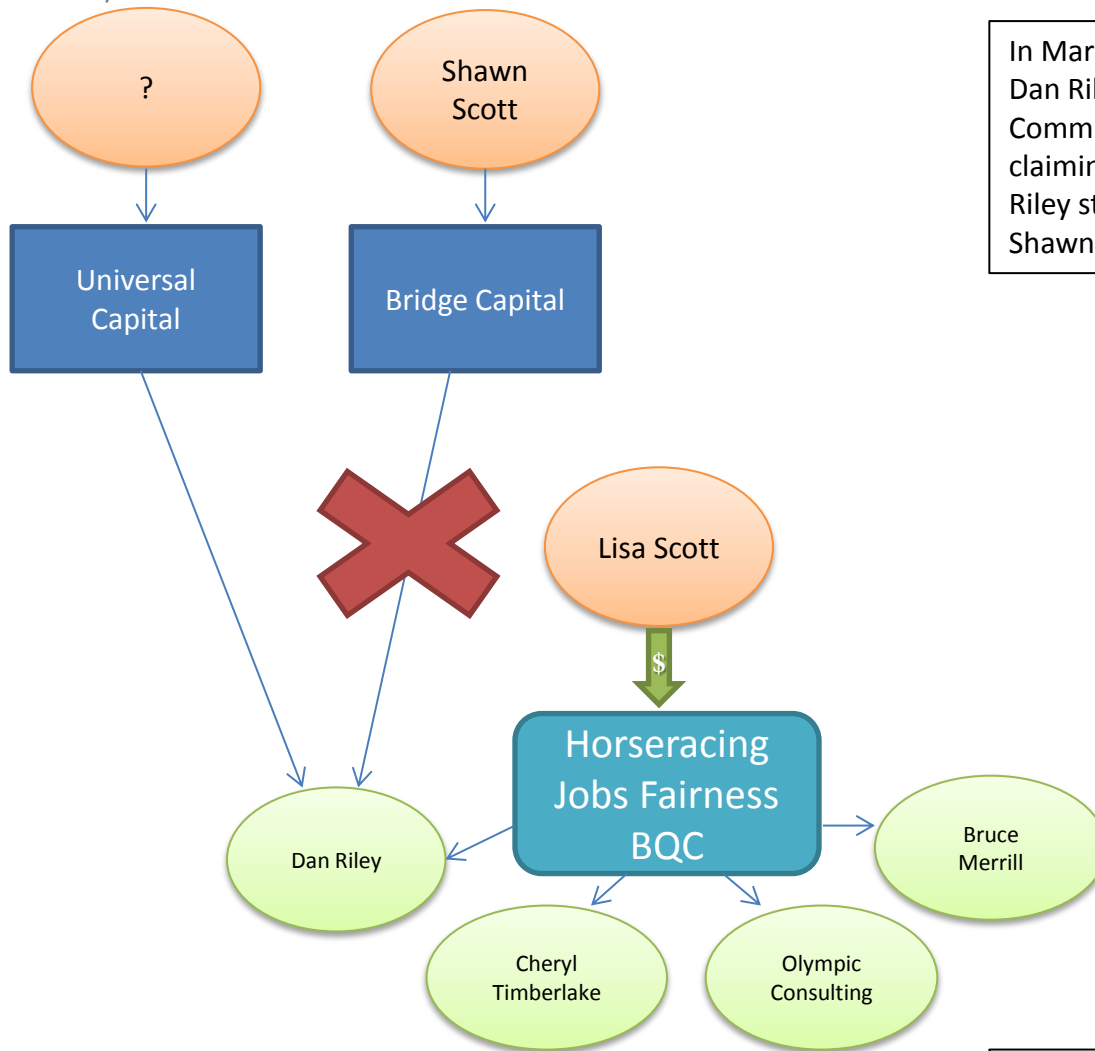 ?
Shawn
Scott
In Mar
Dan Ril
Comm
claimin
Riley st
Shawn
Universal
Capital
Bridge Capital
Lisa Scott
$
Horseracing
Jobs Fairness
BQC
Dan Riley
Bruce
Merrill
Cheryl
Timberlake
Olympic
Consulting